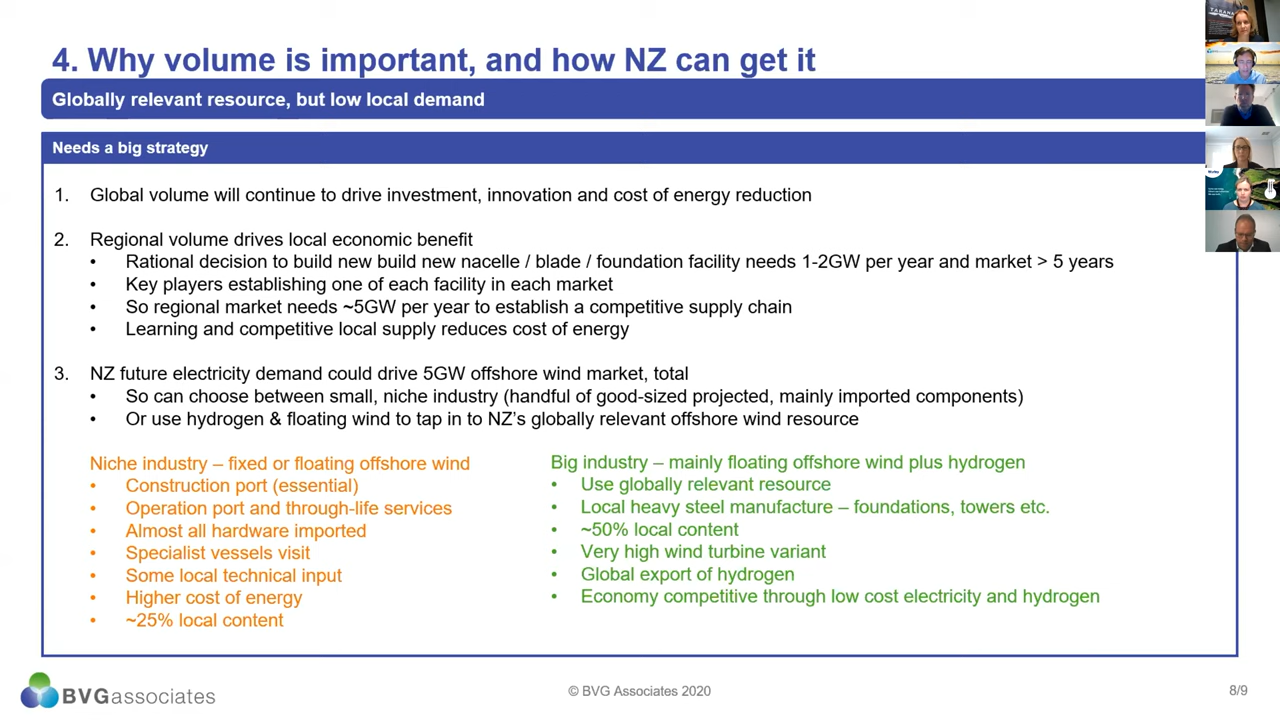 4. Why volume is important, and how NZ can get it
Globally relevant resource, but low local demand
Needs a big strategy
1. Global volume will continue to drive investment, innovation and cost of energy reduction
2. Regional volume drives local economic benefit
• Rational decision to build new build new nacelle / blade / foundation facility needs 1-2GW per year and market > 5 years
• Key players establishing one of each facility in each market
• So regional market needs ~5GW per year to establish a competitive supply chain
• Learning and competitive local supply reduces cost of energy
3. NZ future electricity demand could drive 5GW offshore wind market, total
• So can choose between small, niche industry (handful of good-sized projected, mainly imported components)
• Or use hydrogen & floating wind to tap in to NZ's globally relevant offshore wind resource
Niche industry – fixed or floating offshore wind
• Construction port (essential)
• Operation port and through-life services
• Almost all hardware imported
• Specialist vessels visit
• Some local technical input
• Higher cost of energy
• ~25% local content
Big industry – mainly floating offshore wind plus hydrogen
• Use globally relevant resource
• Local heavy steel manufacture – foundations, towers etc.
• ~50% local content
• Very high wind turbine variant
• Global export of hydrogen
• Economy competitive through low cost electricity and hydrogen
BVGassociates
© BVG Associates 2020
8/9